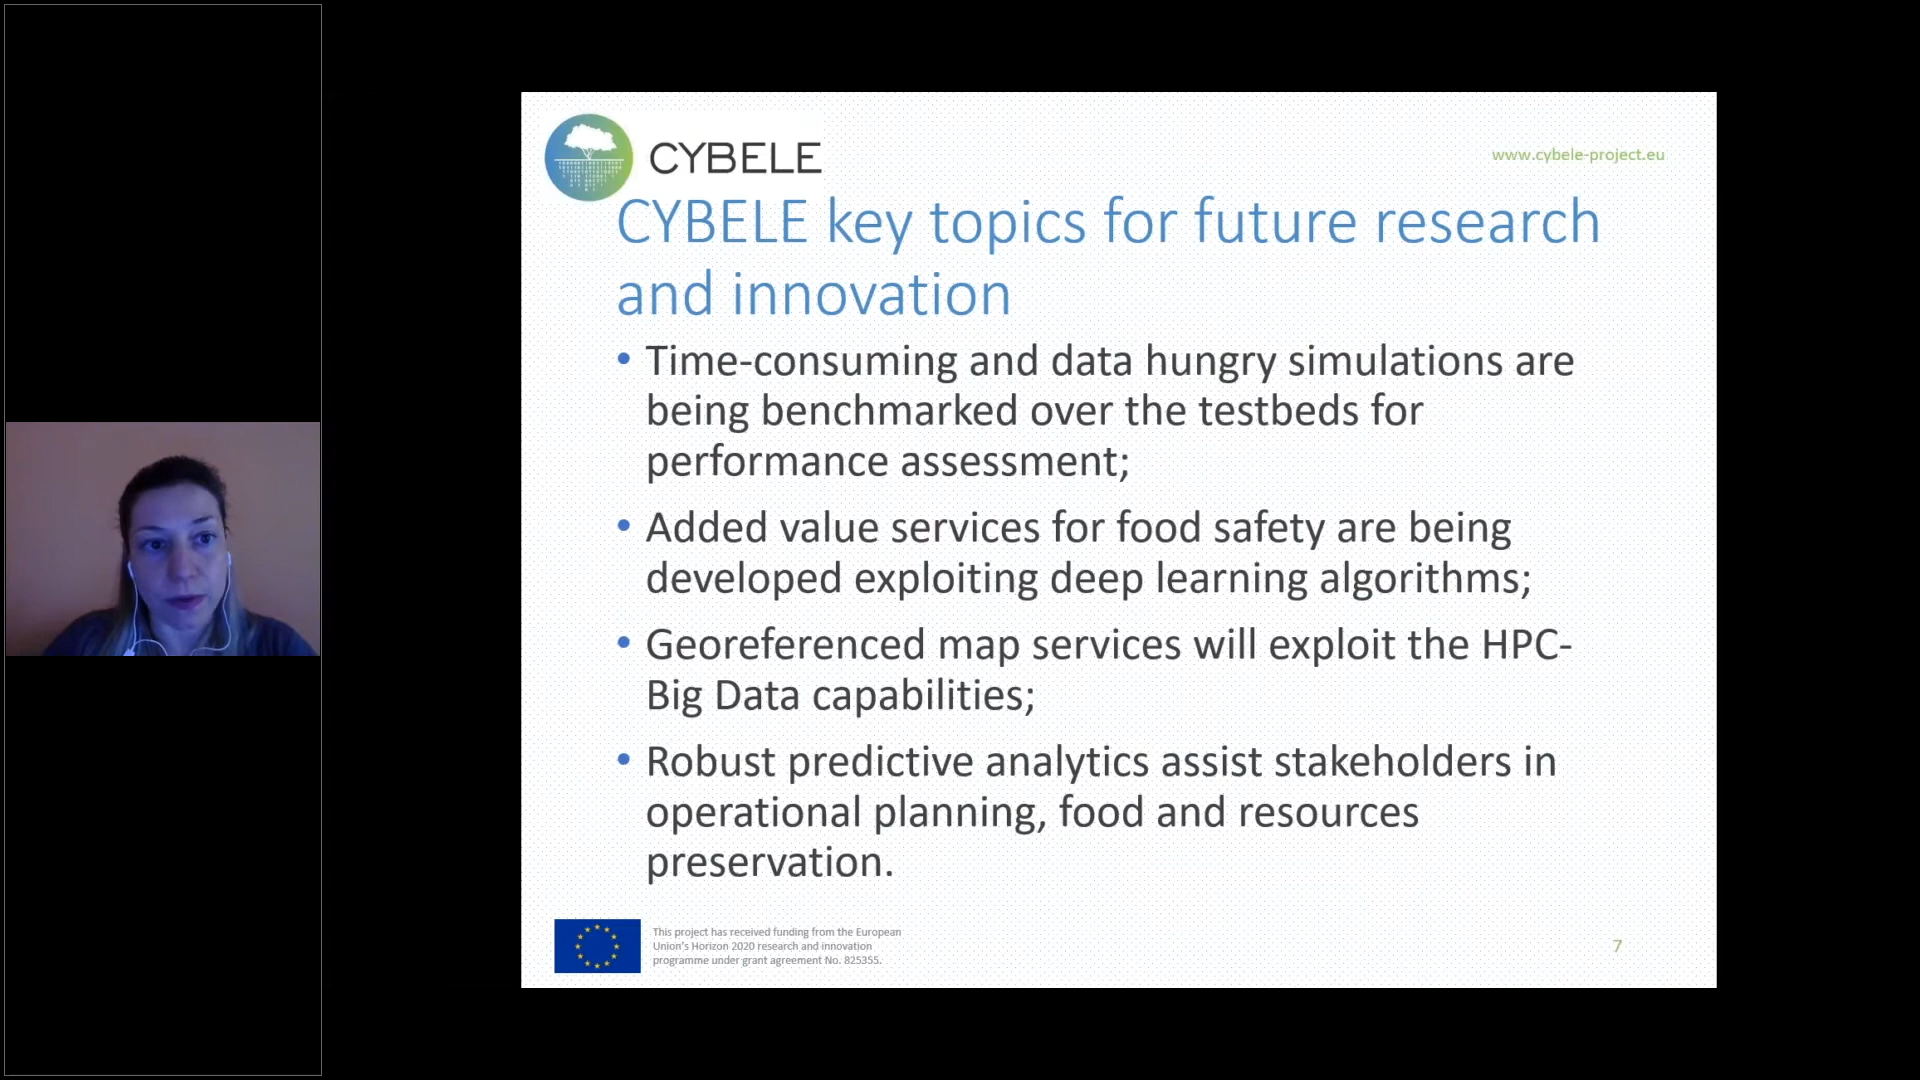 CYBELE
www.cybele-project.eu
CYBELE key topics for future research
and innovation
• Time-consuming and data hungry simulations are
being benchmarked over the testbeds for
performance assessment;
• Added value services for food safety are being
developed exploiting deep learning algorithms;
• Georeferenced map services will exploit the HPC-
Big Data capabilities;
• Robust predictive analytics assist stakeholders in
operational planning, food and resources
preservation.
This project has received funding from the European
Union's Horizon 2020 research and innovation
programme under grant agreement No. 825355.
7